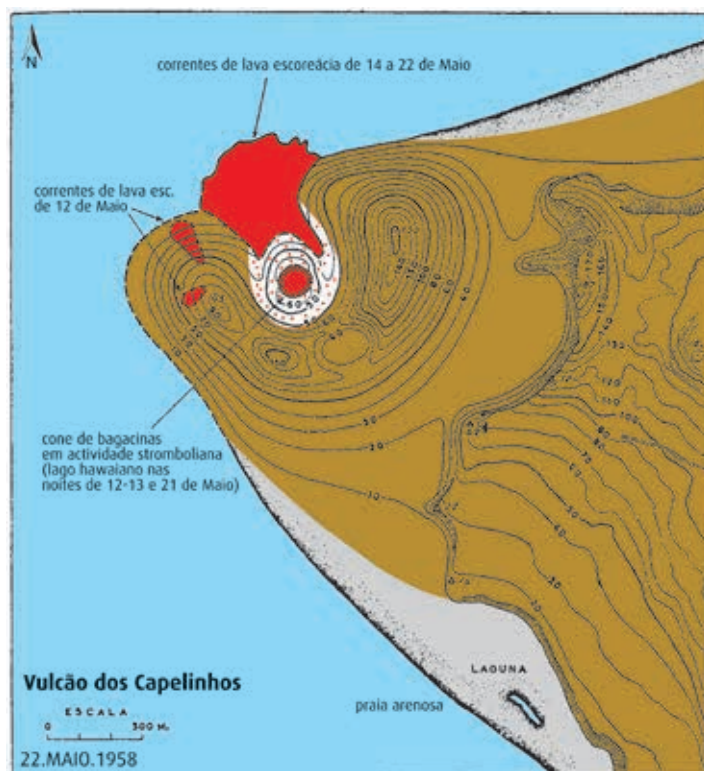 N
correntes de lava escoreácia de 14 a 22 de Maio
correntes de lava esc.
de 12 de Maio
cone de bagacinas
em actividade stromboliana
(lago hawaiano nas
noites de 12-13 e 21 de Maio)
LAGUNA
praia arenosa
Vulcão dos Capelinhos
ESCALA
0 300 M.
22.MAIO.1958